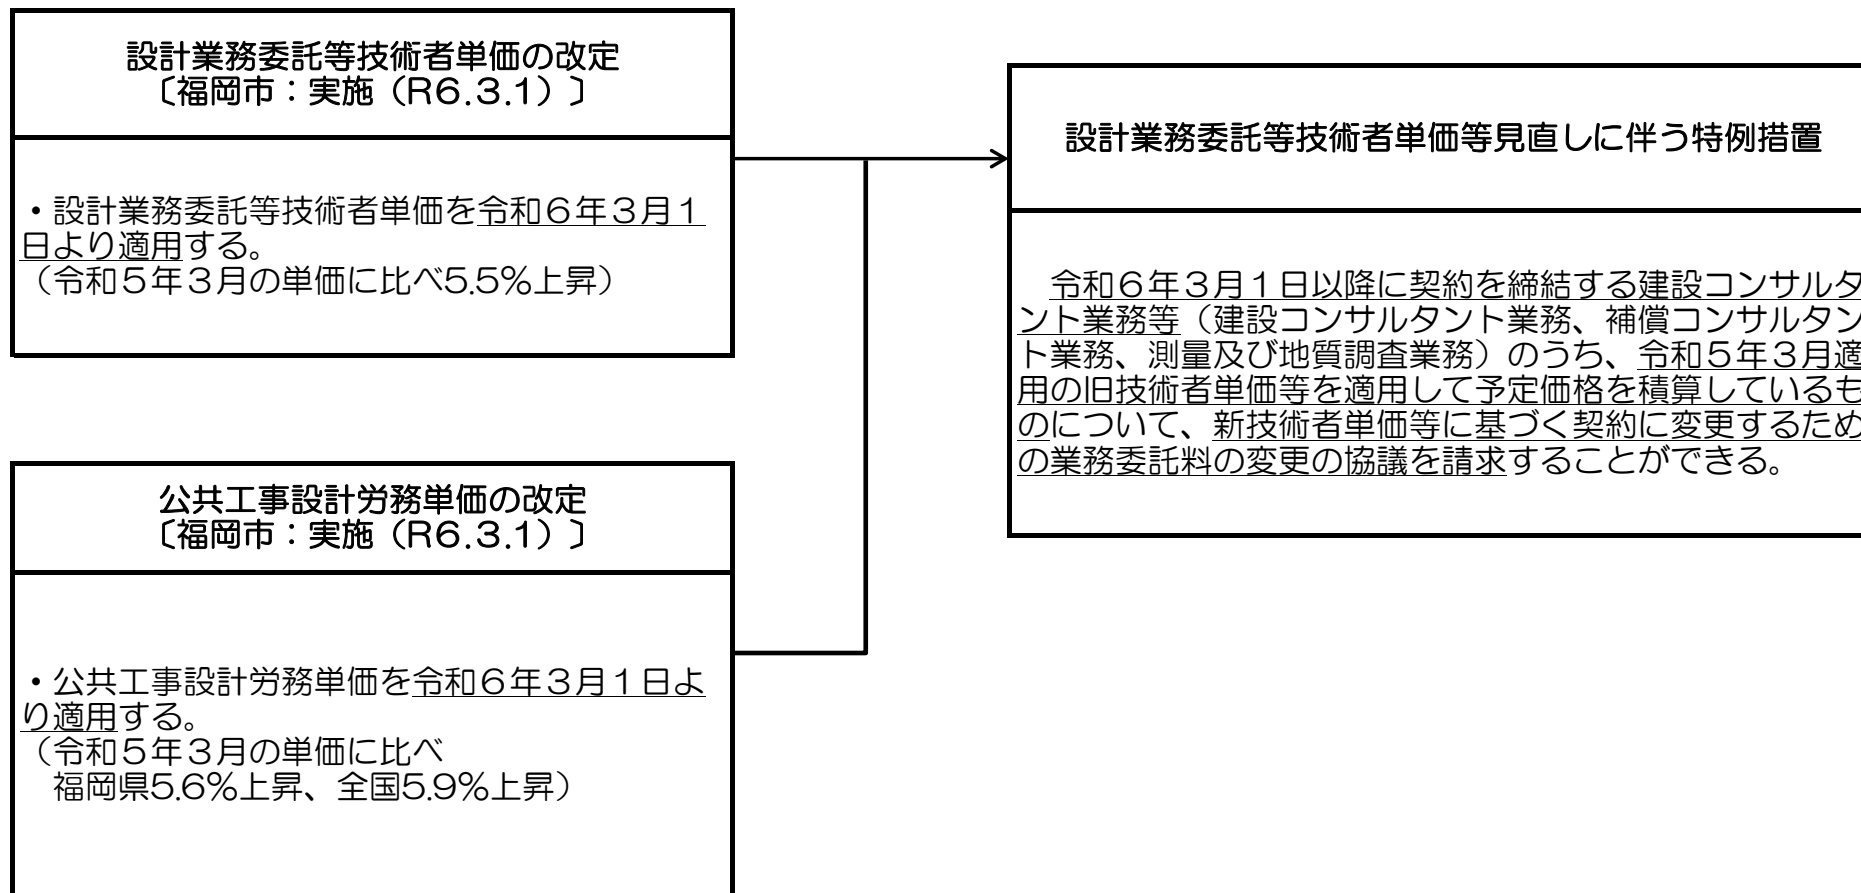 設計業務委託等技術者単価の改定
〔福岡市：実施（R6.3.1）〕
・設計業務委託等技術者単価を令和６年３月１
日より適用する。
（令和５年３月の単価に比べ5.5%上昇）
公共工事設計労務単価の改定
〔福岡市：実施（R6.3.1）〕
・公共工事設計労務単価を令和６年３月１日よ
り適用する。
（令和５年３月の単価に比べ
　福岡県5.6%上昇、全国5.9%上昇）
設計業務委託等技術者単価等見直しに伴う特例措置
　令和６年３月１日以降に契約を締結する建設コンサルタ
ント業務等（建設コンサルタント業務、補償コンサルタン
ト業務、測量及び地質調査業務）のうち、令和５年３月適
用の旧技術者単価等を適用して予定価格を積算しているも
のについて、新技術者単価等に基づく契約に変更するため
の業務委託料の変更の協議を請求することができる。